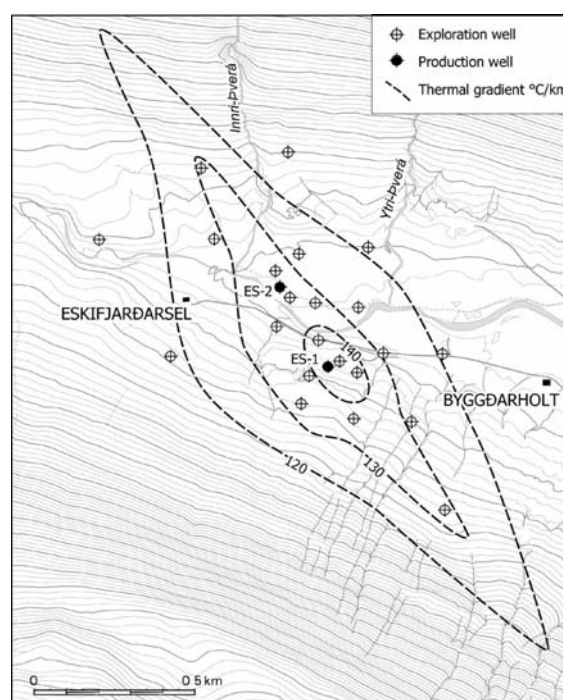 Exploration well
Production well
Thermal gradient °C/km
Innri-Þverá
Ytri-Þverá
ES-2
ESKIFJARÐARSEL
ES-1
140
BYGGÐARHOLT
120
130
0 0 5 km